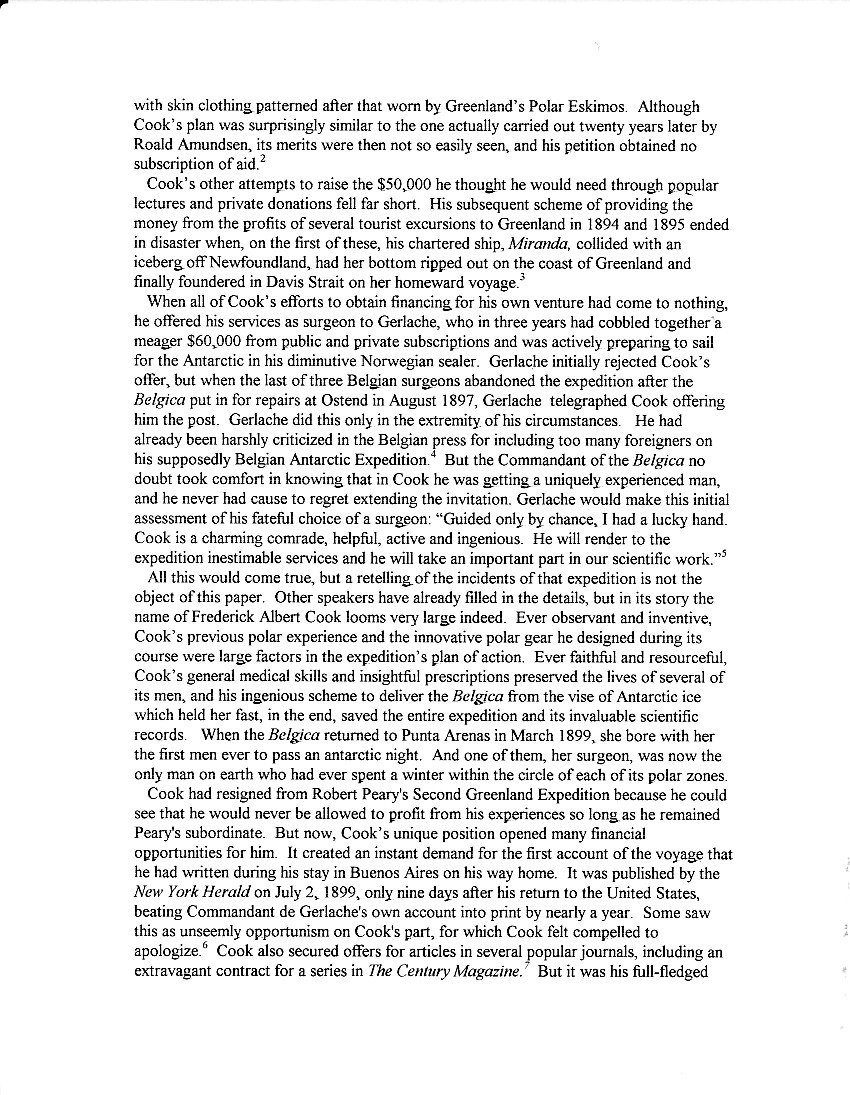 with skin clothing patterned after that worn by Greenland's Polar Eskimos.  Although
Cook's plan was surprisingly similar to the one actually carried out twenty years later by
Roald Amundsen, its merits were then not so easily seen, and his petition obtained no
subscription of aid.2
Cook's other attempts to raise the $50,000 he thought he would need through popular
lectures and private donations fell far short.  His subsequent scheme of providing the
money from the profits of several tourist excursions to Greenland in 1894 and 1895 ended
in disaster when, on the first of these, his chartered ship, Miranda, collided with an
iceberg off Newfoundland, had her bottom ripped out on the coast of Greenland and
finally foundered in Davis Strait on her homeward voyage.3
When all of Cook's efforts to obtain financing for his own venture had come to nothing,
he offered his services as surgeon to Gerlache, who in three years had cobbled together a
meager $60,000 from public and private subscriptions and was actively preparing to sail
for the Antarctic in his diminutive Norwegian sealer.  Gerlache initially rejected Cook's
offer, but when the last of three Belgian surgeons abandoned the expedition after the
Belgica put in for repairs at Ostend in August 1897, Gerlache  telegraphed Cook offering
him the post.  Gerlache did this only in the extremity of his circumstances.   He had
already been harshly criticized in the Belgian press for including too many foreigners on
his supposedly Belgian Antarctic Expedition.4  But the Commandant of the Belgica no
doubt took comfort in knowing that in Cook he was getting a uniquely experienced man,
and he never had cause to regret extending the invitation. Gerlache would make this initial
assessment of his fateful choice of a surgeon: “Guided only by chance, I had a lucky hand.
Cook is a charming comrade, helpful, active and ingenious.  He will render to the
expedition inestimable services and he will take an important part in our scientific work.”5
All this would come true, but a retelling of the incidents of that expedition is not the
object of this paper.  Other speakers have already filled in the details, but in its story the
name of Frederick Albert Cook looms very large indeed.  Ever observant and inventive,
Cook's previous polar experience and the innovative polar gear he designed during its
course were large factors in the expedition's plan of action.  Ever faithful and resourceful,
Cook's general medical skills and insightful prescriptions preserved the lives of several of
its men, and his ingenious scheme to deliver the Belgica from the vise of Antarctic ice
which held her fast, in the end, saved the entire expedition and its invaluable scientific
records.   When the Belgica returned to Punta Arenas in March 1899, she bore with her
the first men ever to pass an antarctic night.  And one of them, her surgeon, was now the
only man on earth who had ever spent a winter within the circle of each of its polar zones.
Cook had resigned from Robert Peary's Second Greenland Expedition because he could
see that he would never be allowed to profit from his experiences so long as he remained
Peary's subordinate.  But now, Cook's unique position opened many financial
opportunities for him.  It created an instant demand for the first account of the voyage that
he had written during his stay in Buenos Aires on his way home.  It was published by the
New York Herald on July 2, 1899, only nine days after his return to the United States,
beating Commandant de Gerlache's own account into print by nearly a year.  Some saw
this as unseemly opportunism on Cook's part, for which Cook felt compelled to
apologize.6  Cook also secured offers for articles in several popular journals, including an
extravagant contract for a series in The Century Magazine.7  But it was his full-fledged